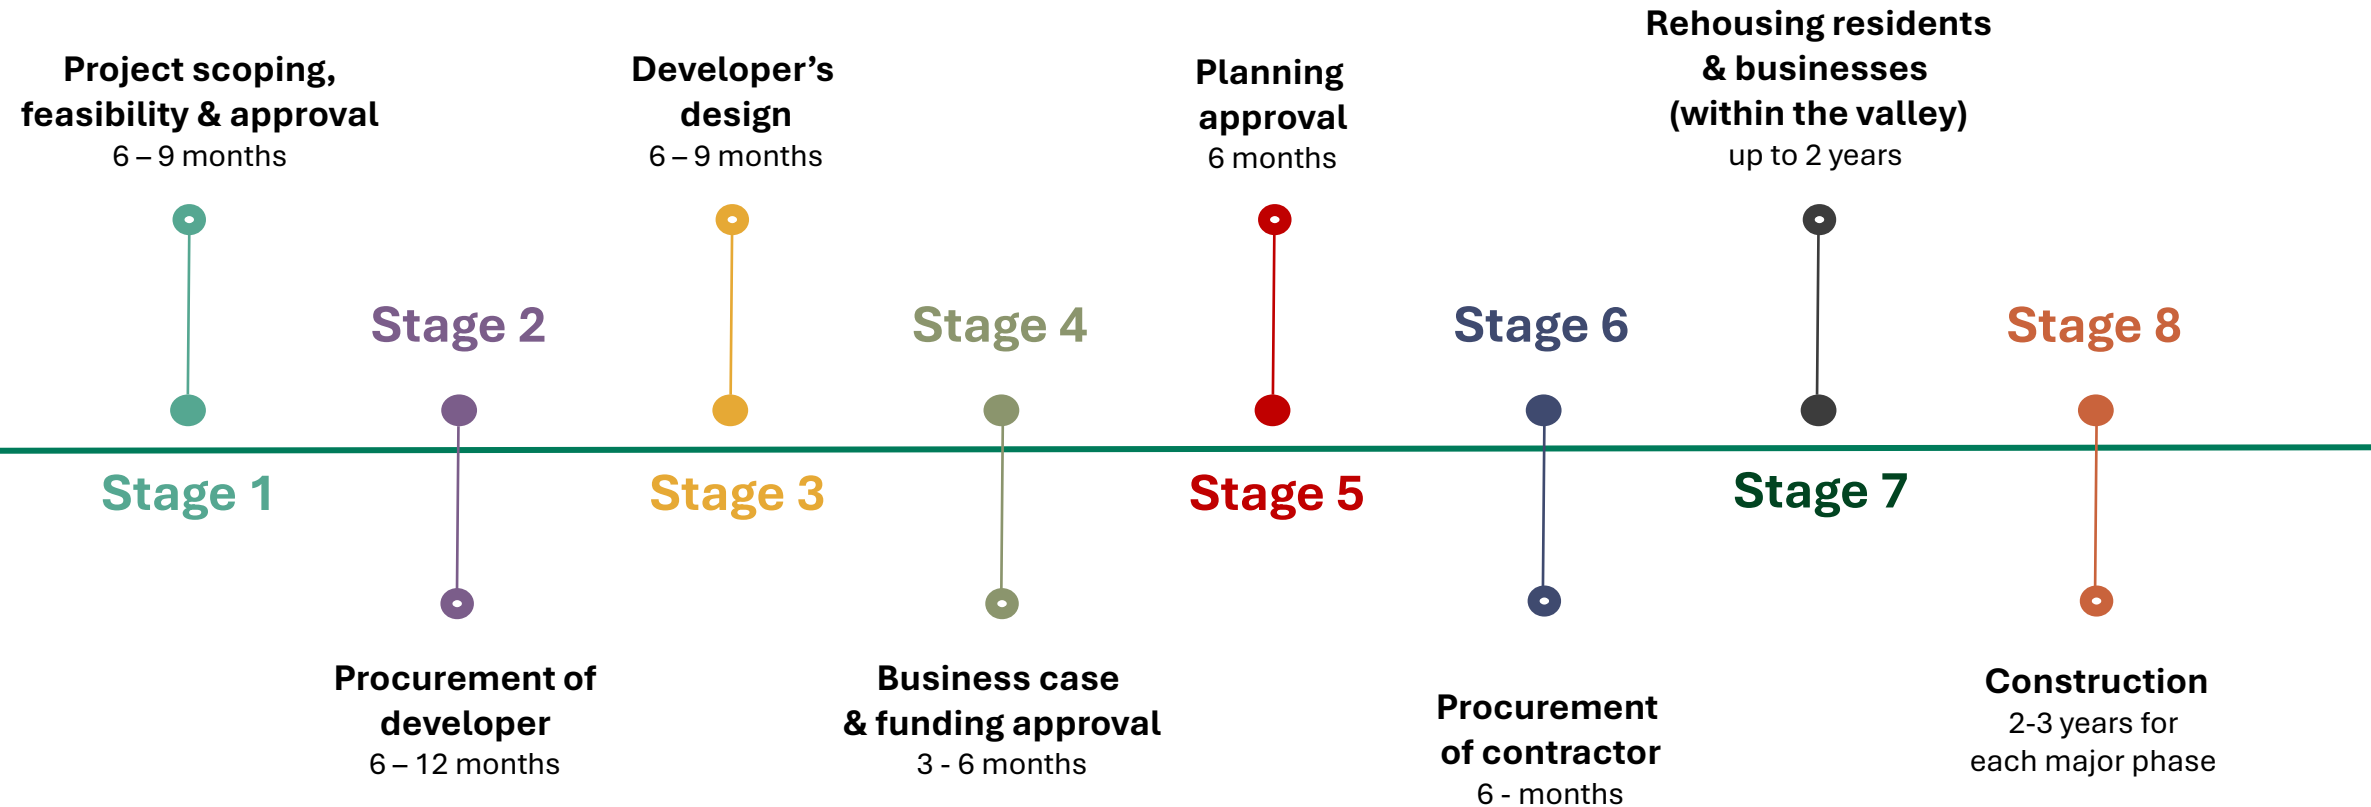 Project scoping,
feasibility & approval
6 – 9 months
Stage 1
Stage 2
Procurement of
developer
6 – 12 months
Developer’s
design
6 – 9 months
Stage 3
Stage 4
Business case
& funding approval
3 - 6 months
Planning
approval
6 months
Stage 5
Stage 6
Procurement
of contractor
6 - months
Rehousing residents
& businesses
(within the valley)
up to 2 years
Stage 7
Stage 8
Construction
2-3 years for
each major phase